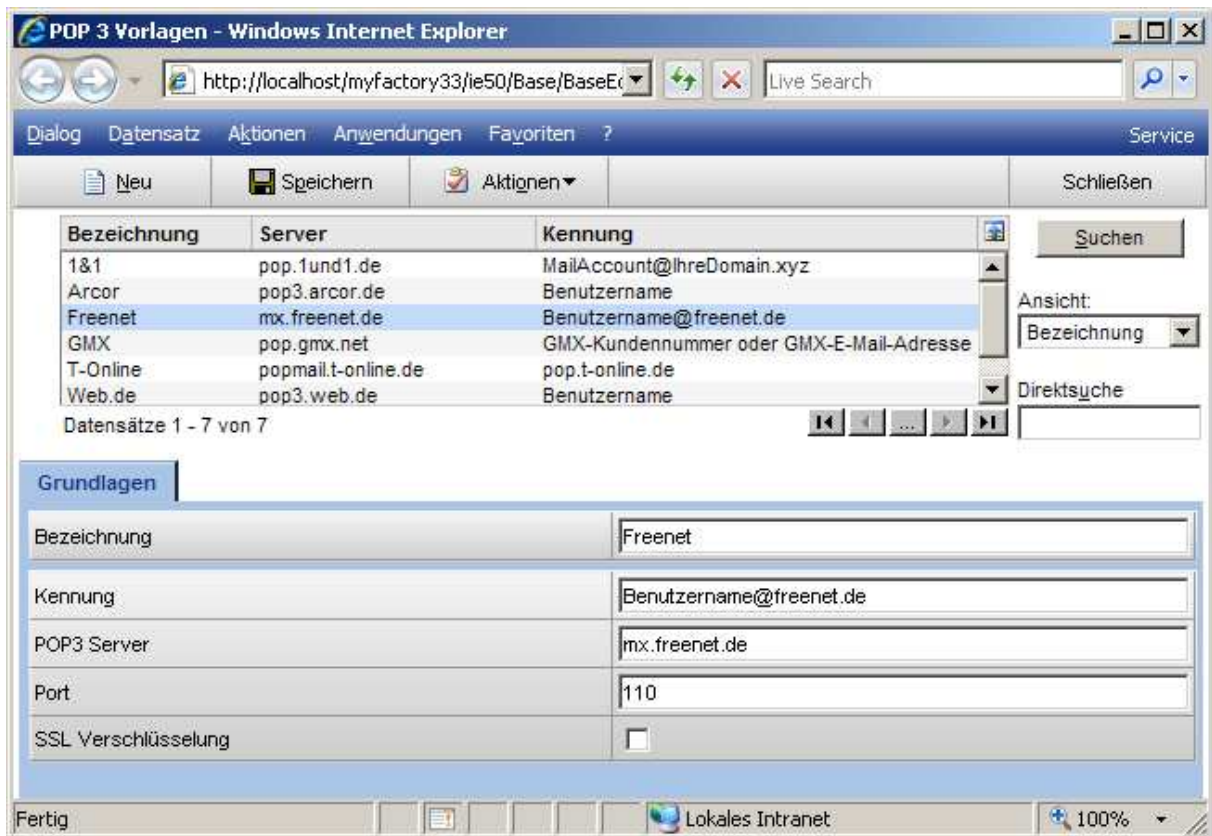 POP 3 Vorlagen - Windows Internet Explorer
http://localhost/myfactory33/ie50/Base/BaseEc
Live Search
Dialog Datensatz Aktionen Anwendungen Favoriten ? Service
Neu Speichern Aktionen Schließen
Bezeichnung Server Kennung
Suchen
1&1 pop.1und1.de MailAccount@IhreDomain.xyz
Arcor pop3.arcor.de Benutzername
Ansicht:
Freenet mx.freenet.de Benutzername@freenet.de
Bezeichnung
GMX pop.gmx.net GMX-Kundennummer oder GMX-E-Mail-Adresse
T-Online popmail.t-online.de pop.t-online.de
Web.de pop3.web.de Benutzername
Direktsuche
Datensätze 1 - 7 von 7
...
Grundlagen
Bezeichnung Freenet
Kennung Benutzername@freenet.de
POP3 Server mx.freenet.de
Port 110
SSL Verschlüsselung
Fertig Lokales Intranet 100%